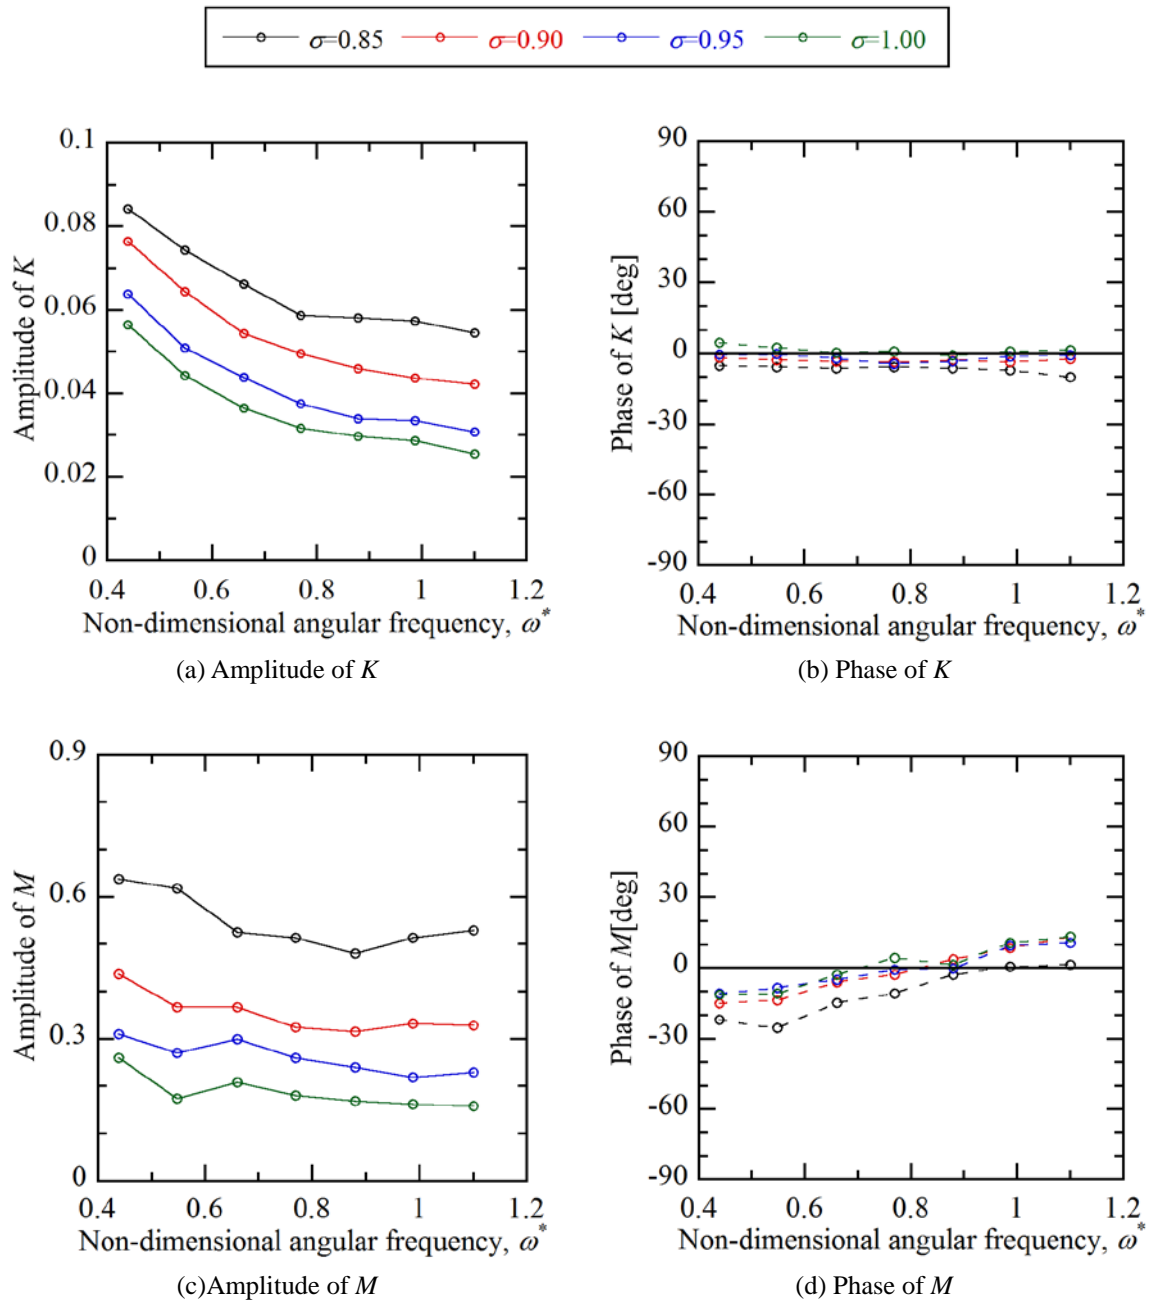 σ=0.85 σ=0.90 σ=0.95 σ=1.00
0.1
0.08
0.06
0.04
0.02
0
Amplitude of K
0.4 0.6 0.8 1 1.2
Non-dimensional angular frequency, ω*
(a) Amplitude of K
90
60
30
0
-30
-60
-90
Phase of K [deg]
0.4 0.6 0.8 1 1.2
Non-dimensional angular frequency, ω*
(b) Phase of K
0.9
0.6
0.3
0
Amplitude of M
0.4 0.6 0.8 1 1.2
Non-dimensional angular frequency, ω*
(c)Amplitude of M
90
60
30
0
-30
-60
-90
Phase of M[deg]
0.4 0.6 0.8 1 1.2
Non-dimensional angular frequency, ω*
(d) Phase of M